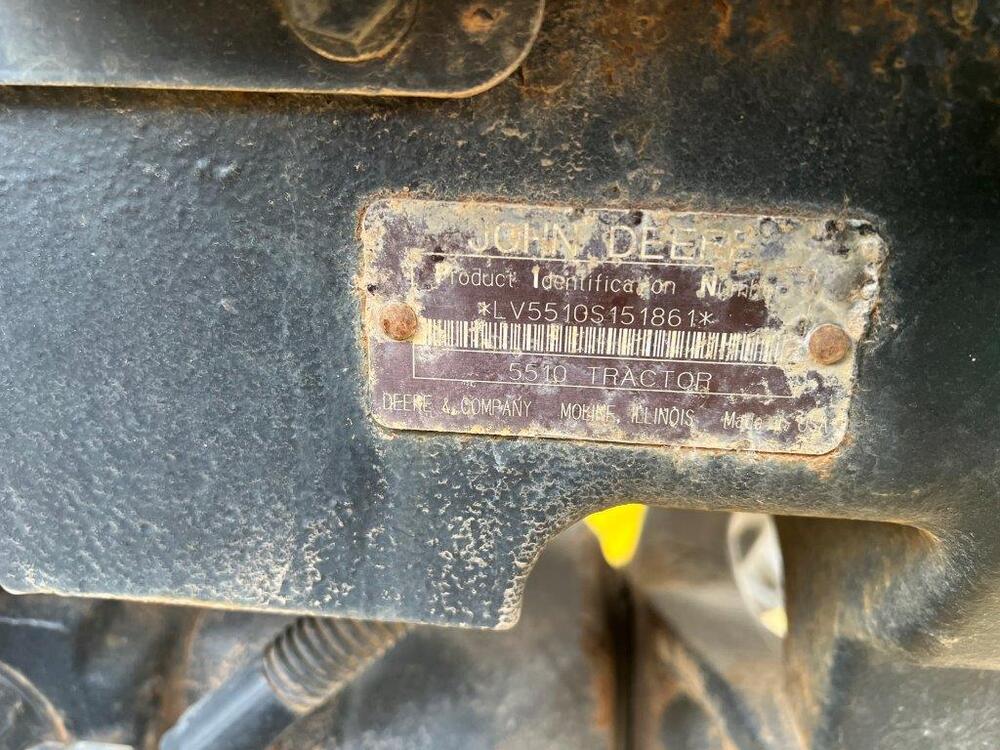 JOHN DEERE
Product Identification Number
*LV5510S151861*
5510 TRACTOR
DEERE & COMPANY MOLINE, ILLINOIS Made in USA